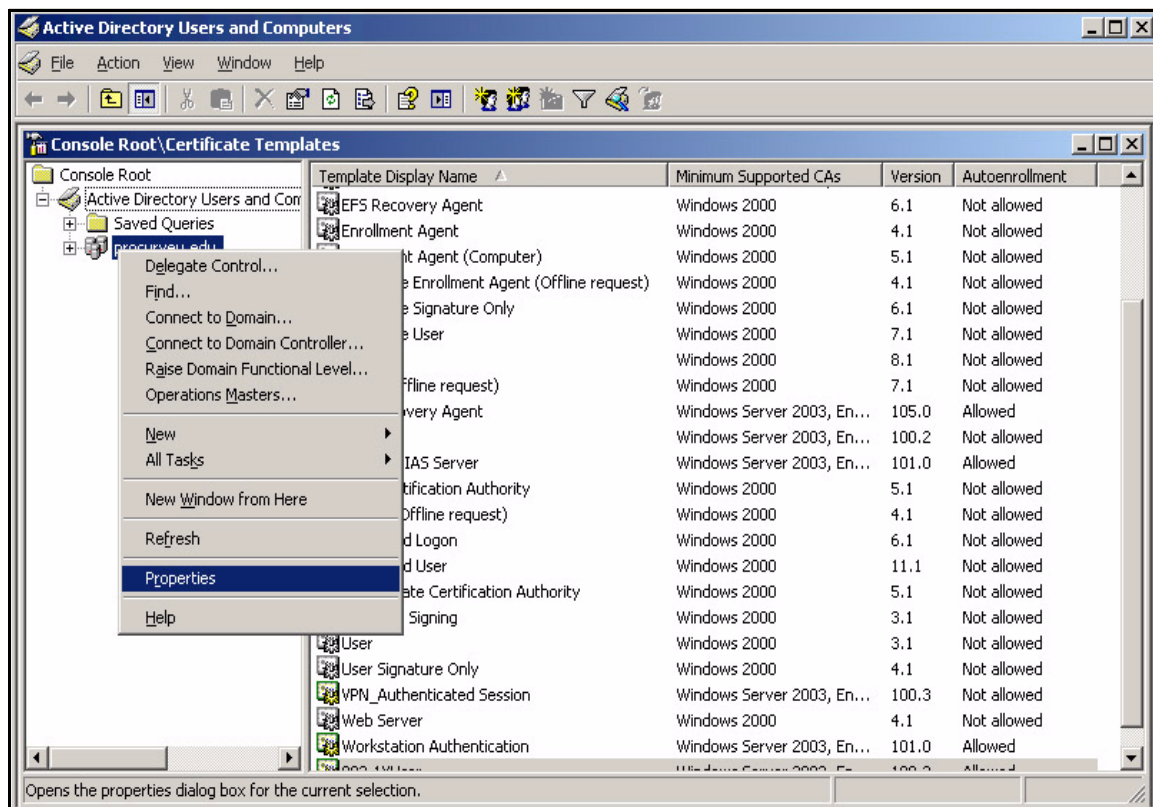 Active Directory Users and Computers
File Action View Window Help
Console Root\Certificate Templates
Console Root
Active Directory Users and Com
Saved Queries
procurveu.edu
Delegate Control...
Find...
Connect to Domain...
Connect to Domain Controller...
Raise Domain Functional Level...
Operations Masters...
New
All Tasks
New Window from Here
Refresh
Properties
Help
Template Display Name Minimum Supported CAs Version Autoenrollment
EFS Recovery Agent Windows 2000 6.1 Not allowed
Enrollment Agent Windows 2000 4.1 Not allowed
nt Agent (Computer) Windows 2000 5.1 Not allowed
e Enrollment Agent (Offline request) Windows 2000 4.1 Not allowed
e Signature Only Windows 2000 6.1 Not allowed
e User Windows 2000 7.1 Not allowed
Windows 2000 8.1 Not allowed
ffline request) Windows 2000 7.1 Not allowed
overy Agent Windows Server 2003, En... 105.0 Allowed
Windows Server 2003, En... 100.2 Not allowed
IAS Server Windows Server 2003, En... 101.0 Allowed
tification Authority Windows 2000 5.1 Not allowed
Offline request) Windows 2000 4.1 Not allowed
d Logon Windows 2000 6.1 Not allowed
d User Windows 2000 11.1 Not allowed
ate Certification Authority Windows 2000 5.1 Not allowed
Signing Windows 2000 3.1 Not allowed
User Windows 2000 3.1 Not allowed
User Signature Only Windows 2000 4.1 Not allowed
VPN_Authenticated Session Windows Server 2003, En... 100.3 Not allowed
Web Server Windows 2000 4.1 Not allowed
Workstation Authentication Windows Server 2003, En... 101.0 Allowed
Opens the properties dialog box for the current selection.